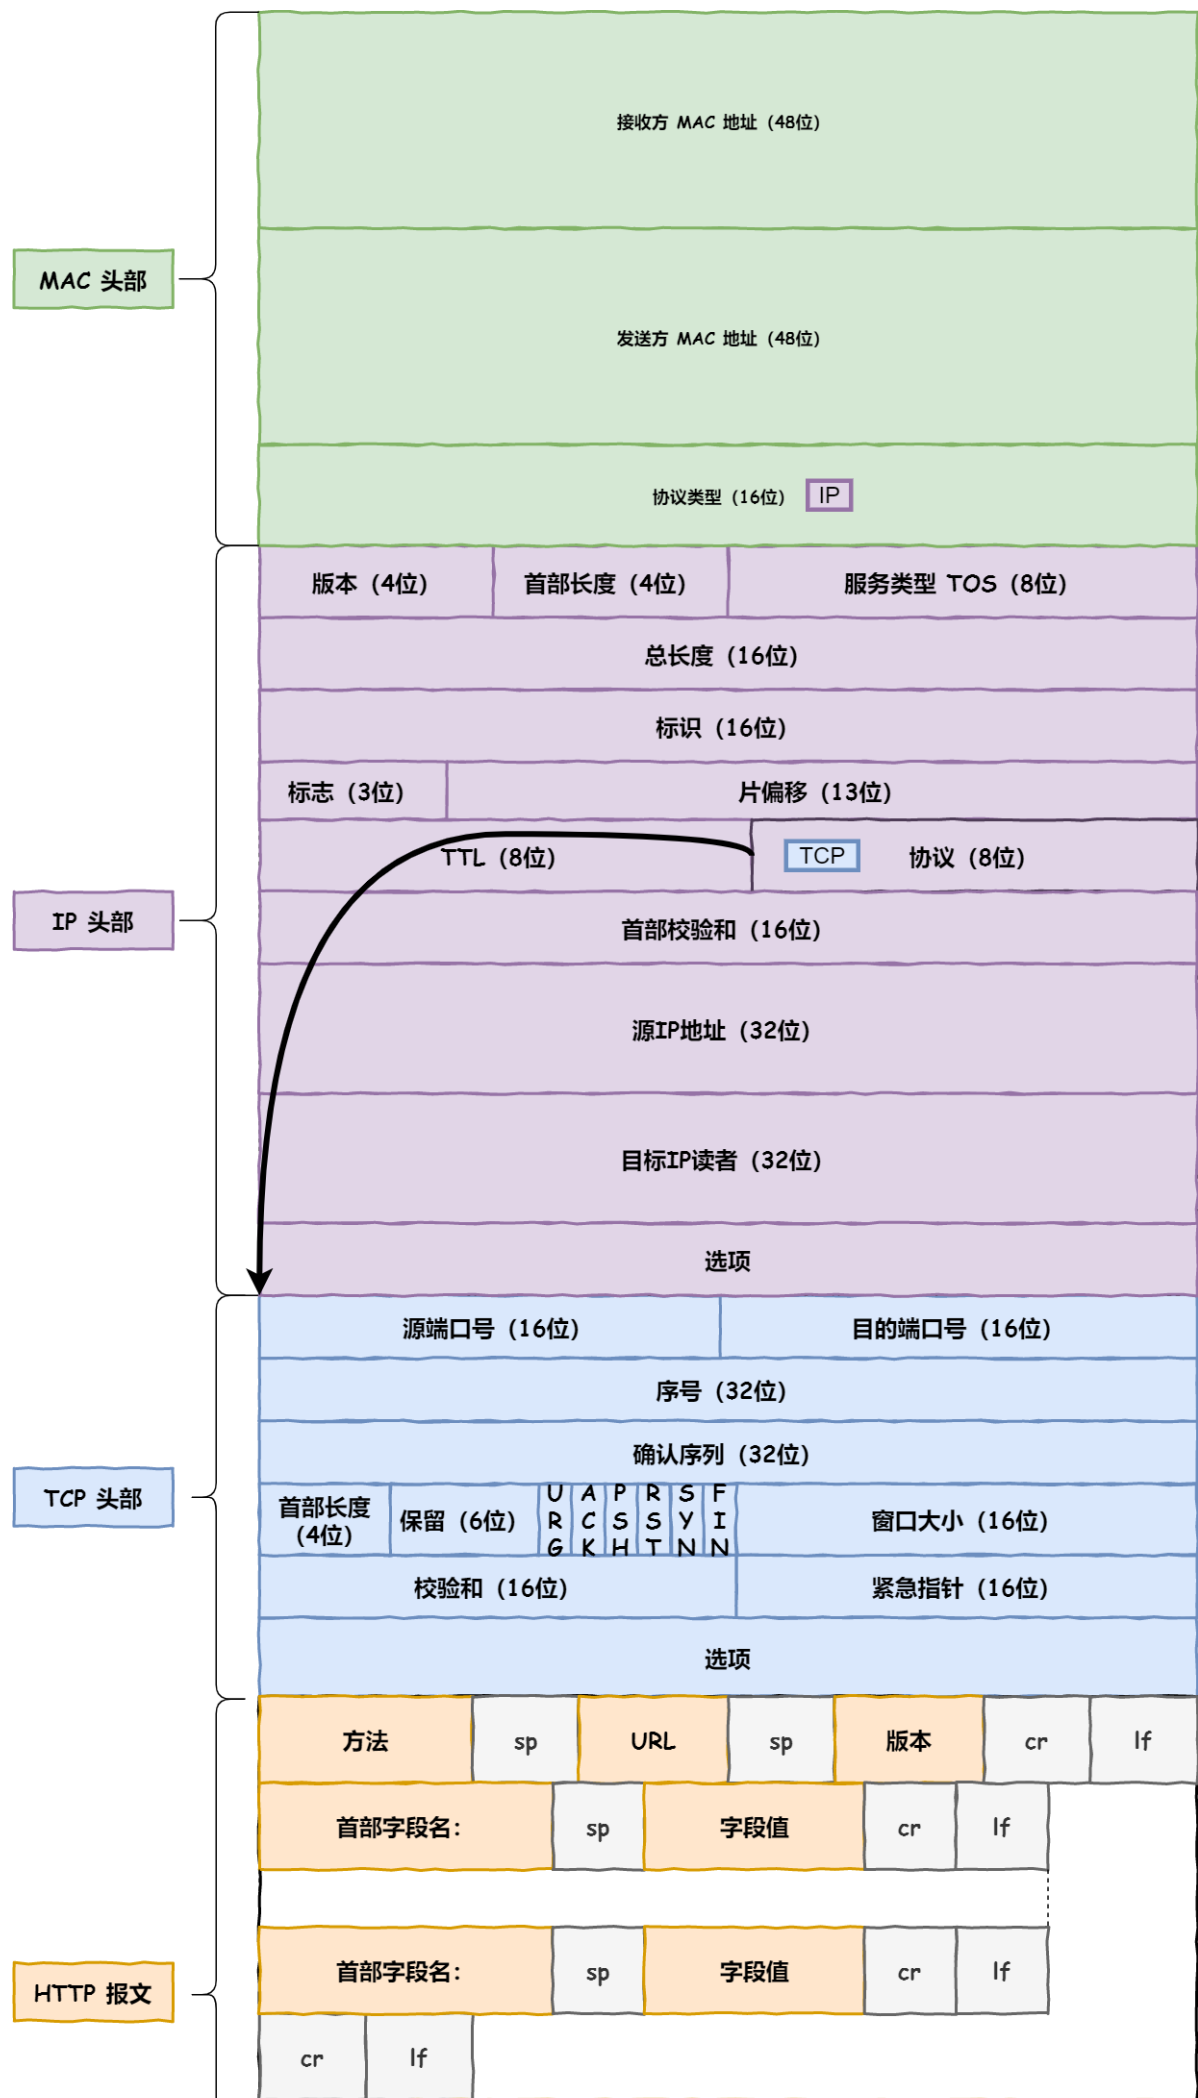 接收方 MAC 地址 (48位)
发送方 MAC 地址 (48位)
MAC 头部
协议类型 (16位) IP
版本 (4位) 首部长度 (4位) 服务类型 TOS (8位)
总长度 (16位)
标识 (16位)
标志 (3位) 片偏移 (13位)
TTL (8位) TCP 协议 (8位)
IP 头部
首部校验和 (16位)
源IP地址 (32位)
目标IP读者 (32位)
选项
源端口号 (16位) 目的端口号 (16位)
序号 (32位)
确认序列 (32位)
TCP 头部
首部长度
(4位)
保留 (6位)
URG
ACK
PSH
RST
SYN
FIN
窗口大小 (16位)
校验和 (16位) 紧急指针 (16位)
选项
方法 sp URL sp 版本 cr lf
首部字段名: sp 字段值 cr lf
首部字段名: sp 字段值 cr lf
HTTP 报文
cr lf